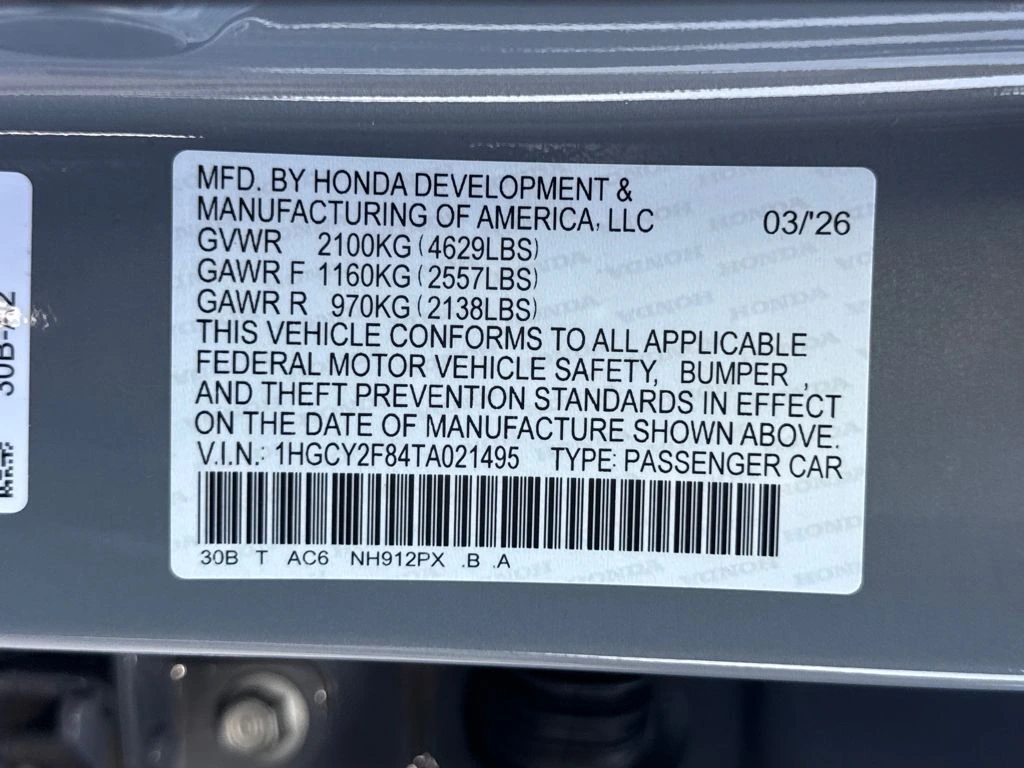 MFD. BY HONDA DEVELOPMENT &
MANUFACTURING OF AMERICA, LLC 03/'26
GVWR 2100KG (4629LBS)
GAWR F 1160KG (2557LBS)
GAWR R 970KG (2138LBS)
THIS VEHICLE CONFORMS TO ALL APPLICABLE
FEDERAL MOTOR VEHICLE SAFETY, BUMPER ,
AND THEFT PREVENTION STANDARDS IN EFFECT
ON THE DATE OF MANUFACTURE SHOWN ABOVE.
V.I.N.: 1HGCY2F84TA021495 TYPE: PASSENGER CAR
30B T AC6 NH912PX .B .A